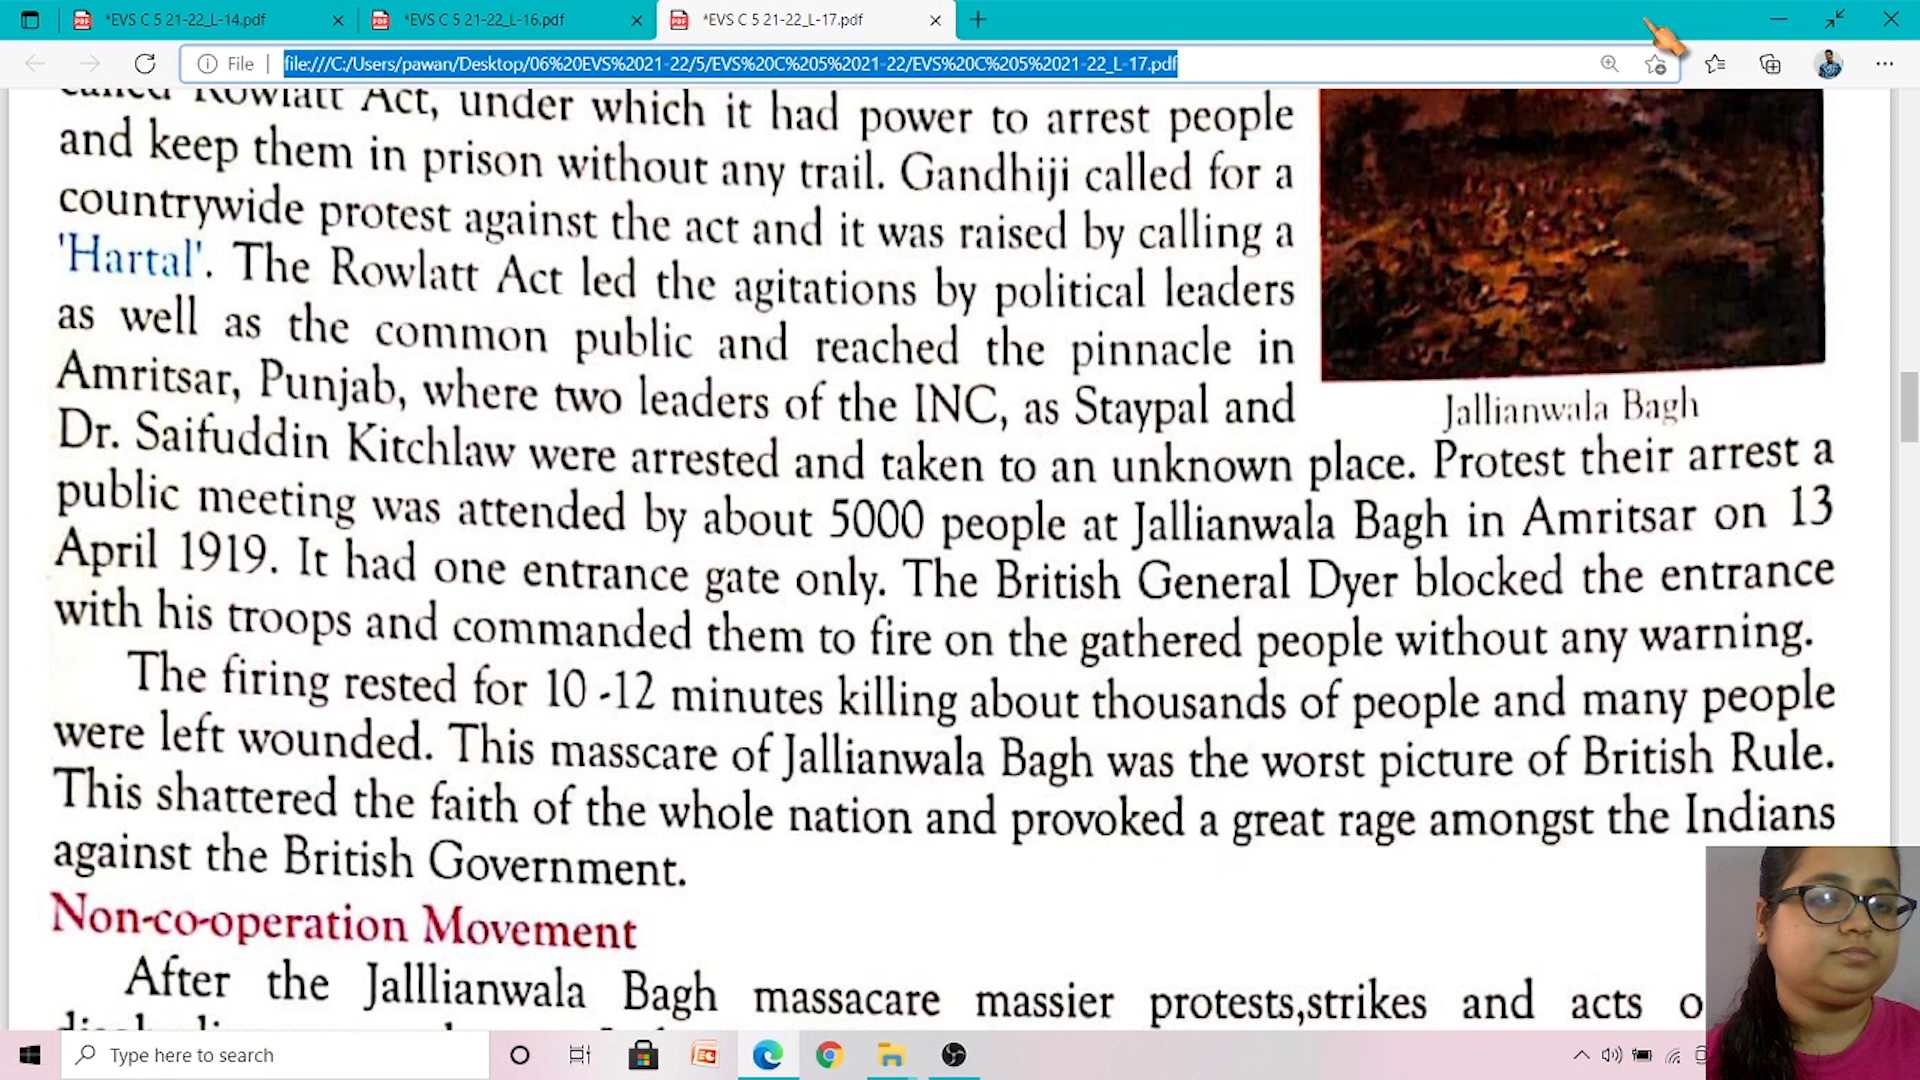 *EVS C 5 21-22_L-14.pdf
*EVS C 5 21-22_L-16.pdf
*EVS C 5 21-22_L-17.pdf
File
file:///C:/Users/pawan/Desktop/06%20EVS%2021-22/5/EVS%20C%205%2021-22/EVS%20C%205%2021-22_L-17.pdf
called Rowlatt Act, under which it had power to arrest people
and keep them in prison without any trail. Gandhiji called for a
countrywide protest against the act and it was raised by calling a
'Hartal'. The Rowlatt Act led the agitations by political leaders
as well as the common public and reached the pinnacle in
Amritsar, Punjab, where two leaders of the INC, as Staypal and
Jallianwala Bagh
Dr. Saifuddin Kitchlaw were arrested and taken to an unknown place. Protest their arrest a
public meeting was attended by about 5000 people at Jallianwala Bagh in Amritsar on 13
April 1919. It had one entrance gate only. The British General Dyer blocked the entrance
with his troops and commanded them to fire on the gathered people without any warning.
The firing rested for 10 -12 minutes killing about thousands of people and many people
were left wounded. This masscare of Jallianwala Bagh was the worst picture of British Rule.
This shattered the faith of the whole nation and provoked a great rage amongst the Indians
against the British Government.
Non-co-operation Movement
After the Jalllianwala Bagh massacare massier protests,strikes and acts o
Type here to search